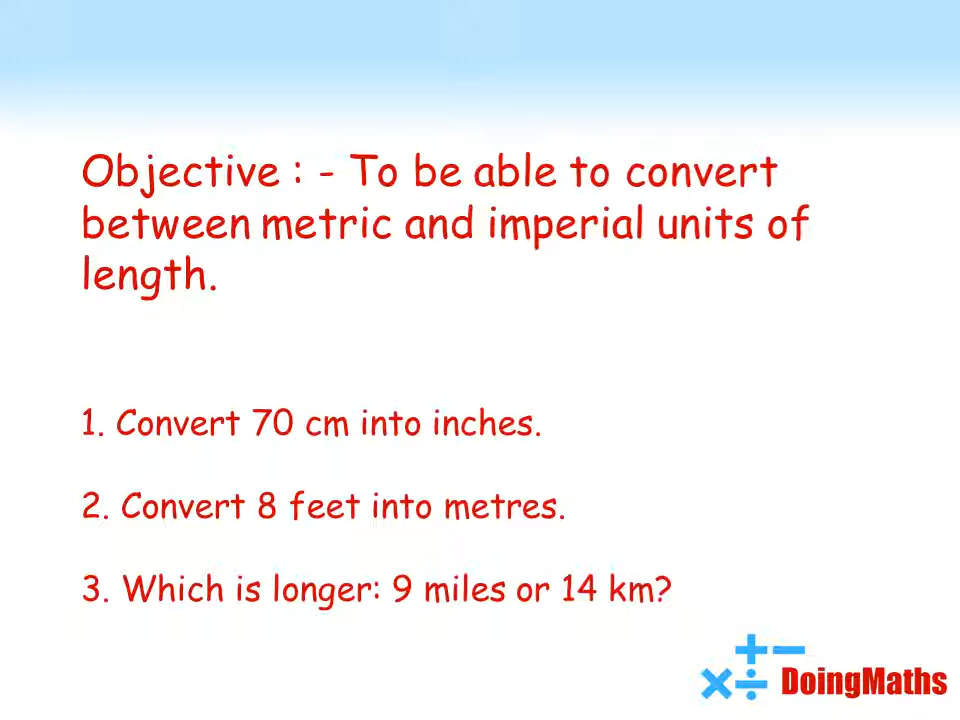 Objective : - To be able to convert
between metric and imperial units of
length.
1. Convert 70 cm into inches.
2. Convert 8 feet into metres.
3. Which is longer: 9 miles or 14 km?
DoingMaths